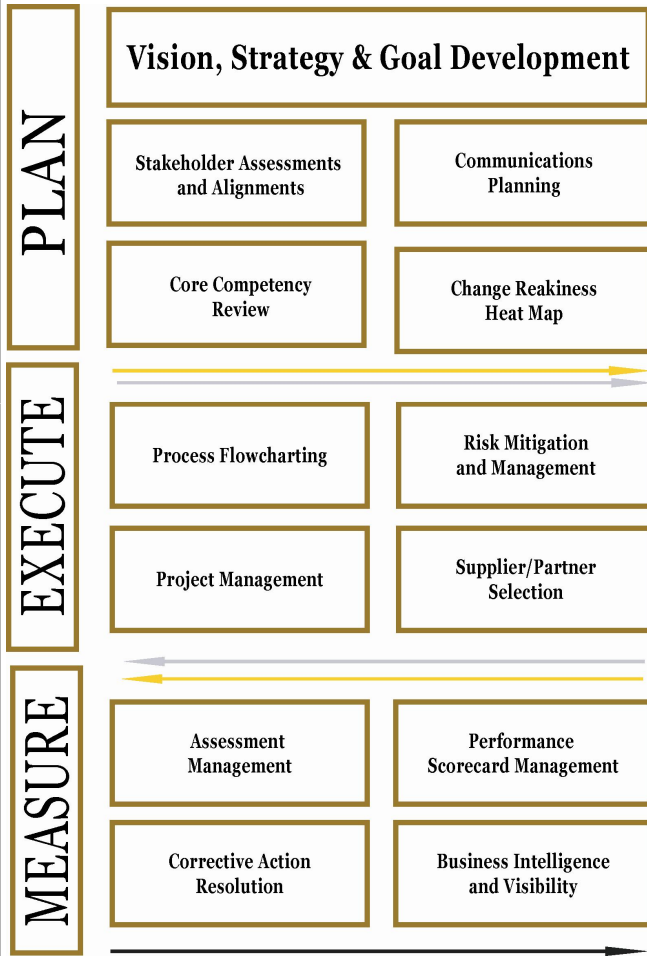 PLAN
Vision, Strategy & Goal Development
Stakeholder Assessments
and Alignments
Communications
Planning
Core Competency
Review
Change Reakiness
Heat Map
EXECUTE
Process Flowcharting
Risk Mitigation
and Management
Project Management
Supplier/Partner
Selection
MEASURE
Assessment
Management
Performance
Scorecard Management
Corrective Action
Resolution
Business Intelligence
and Visibility